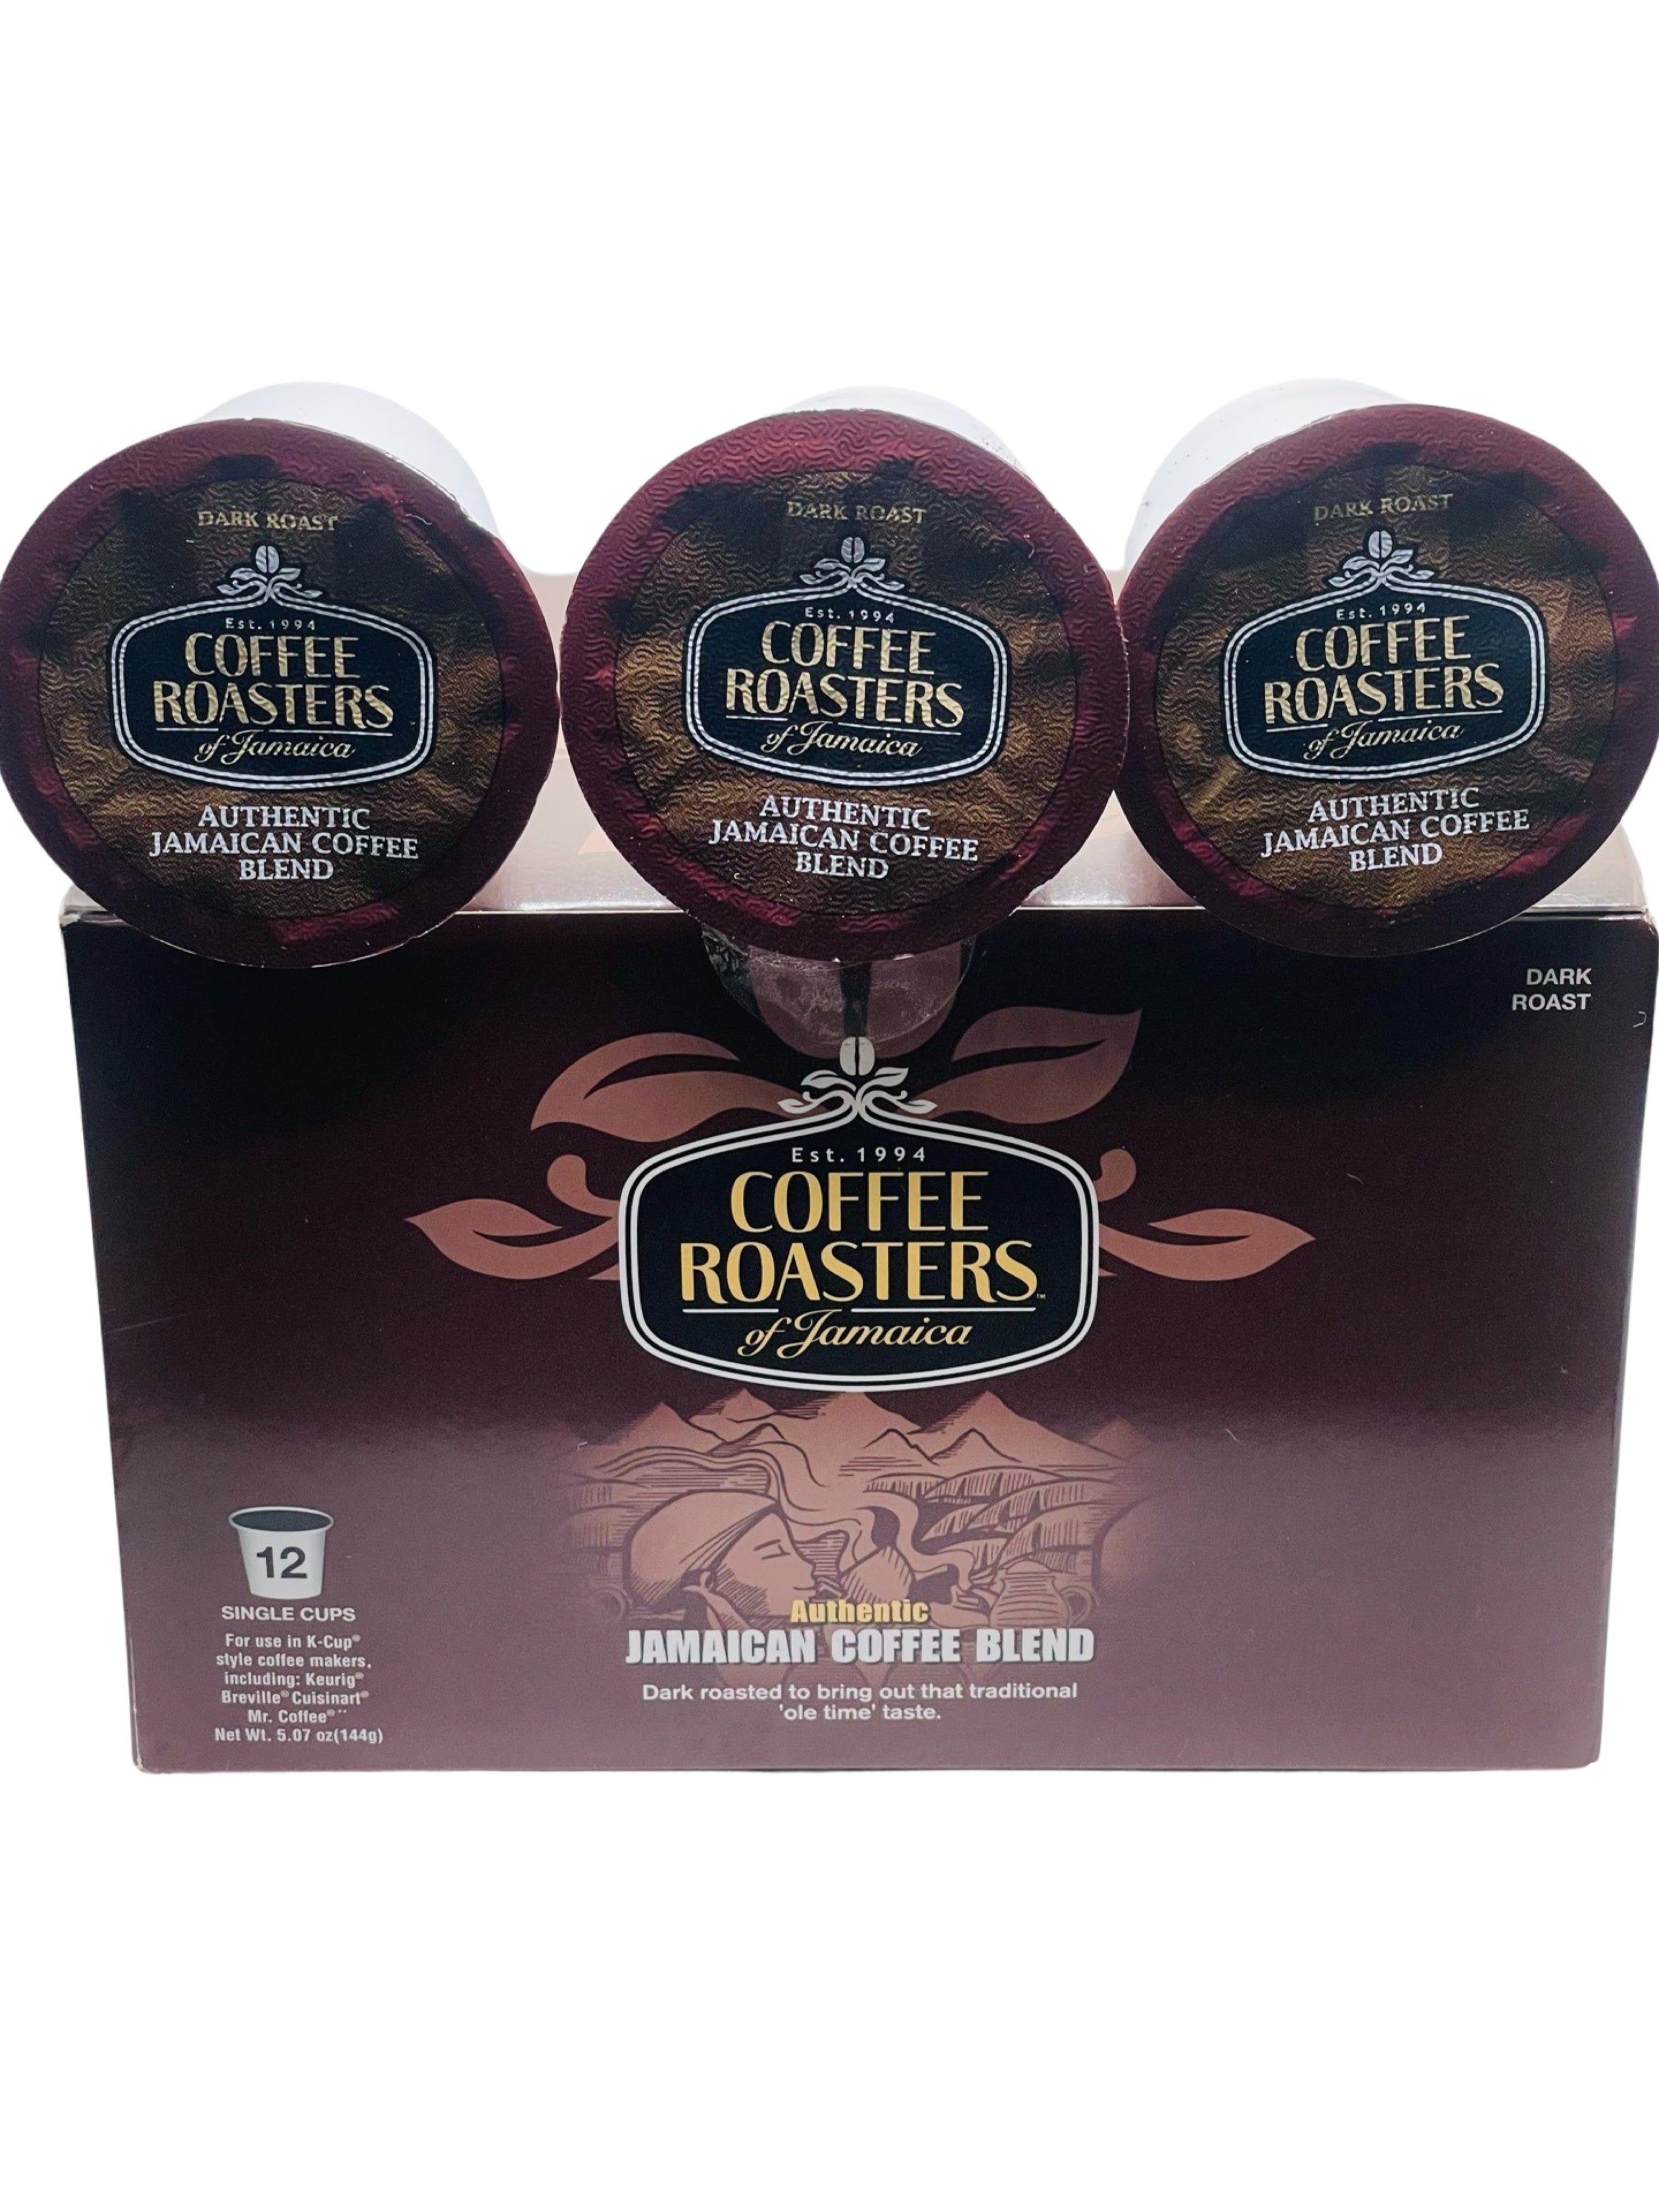 DARK ROAST
Est. 1994
COFFEE
ROASTERS
of Jamaica
AUTHENTIC
JAMAICAN COFFEE
BLEND
DARK ROAST
Est. 1994
COFFEE
ROASTERS
of Jamaica
AUTHENTIC
JAMAICAN COFFEE
BLEND
DARK ROAST
Est. 1994
COFFEE
ROASTERS
of Jamaica
AUTHENTIC
JAMAICAN COFFEE
BLEND
DARK
ROAST
Est. 1994
COFFEE
ROASTERS™
of Jamaica
12
SINGLE CUPS
For use in K-Cup®
style coffee makers,
including: Keurig®
Breville® Cuisinart®
Mr. Coffee®**
Net Wt. 5.07 oz(144g)
Authentic
JAMAICAN COFFEE BLEND
Dark roasted to bring out that traditional
'ole time' taste.